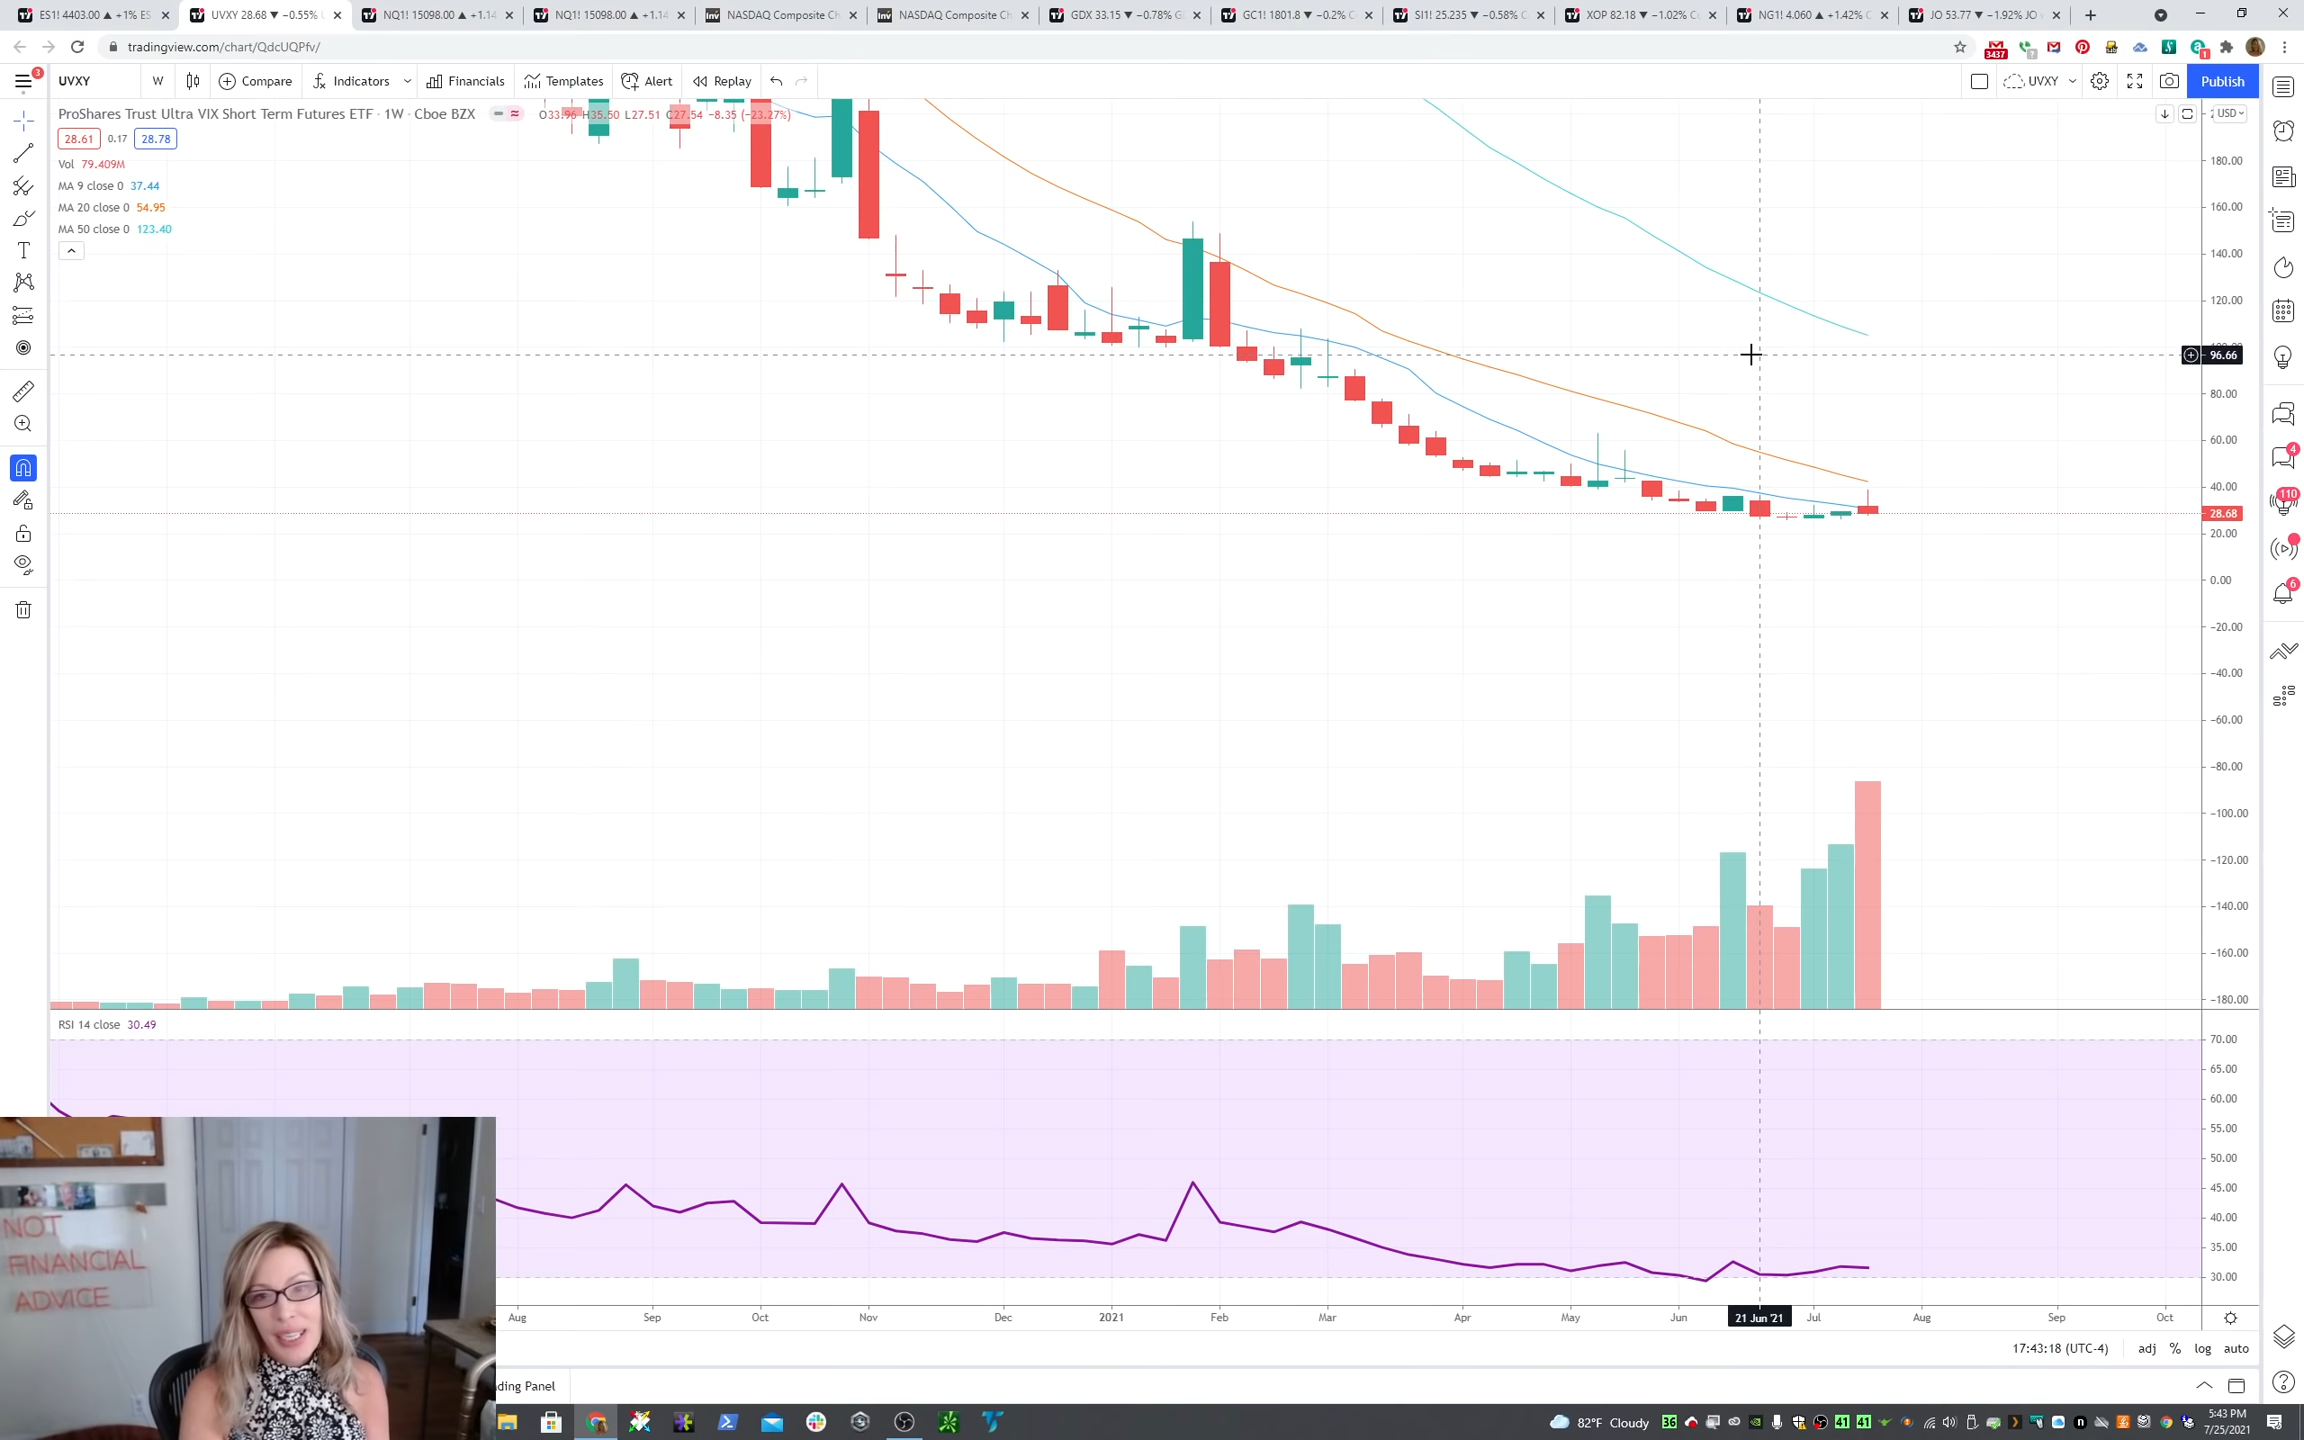 ES1! 4403.00 ▲ +1% ES
UVXY 28.68 ▼ −0.55%
NQ1! 15098.00 ▲ +1.14
NQ1! 15098.00 ▲ +1.14
NASDAQ Composite Ch
NASDAQ Composite Ch
GDX 33.15 ▼ −0.78%
GC1! 1801.8 ▼ −0.2%
SI1! 25.235 ▼ −0.58%
XOP 82.18 ▼ −1.02%
NG1! 4.060 ▲ +1.42%
JO 53.77 ▼ −1.92% JO
tradingview.com/chart/QdcUQPfv/
3437
UVXY W Compare Indicators Financials Templates Alert Replay UVXY Publish
ProShares Trust Ultra VIX Short Term Futures ETF · 1W · Cboe BZX
O33.96 H35.50 L27.51 C27.54 −8.35 (−23.27%)
USD
28.61 0.17 28.78
Vol 79.409M
MA 9 close 0 37.44
MA 20 close 0 54.95
MA 50 close 0 123.40
180.00
160.00
140.00
120.00
96.66
80.00
60.00
40.00
28.68
20.00
0.00
−20.00
−40.00
−60.00
−80.00
−100.00
−120.00
−140.00
−160.00
−180.00
3
4
110
6
RSI 14 close 30.49
70.00
65.00
60.00
55.00
50.00
45.00
40.00
35.00
30.00
NOT
FINANCIAL
ADVICE
Aug Sep Oct Nov Dec 2021 Feb Mar Apr May Jun 21 Jun '21 Jul Aug Sep Oct
17:43:18 (UTC-4) adj % log auto
ding Panel
82°F Cloudy 36 41 41
5:43 PM
7/25/2021